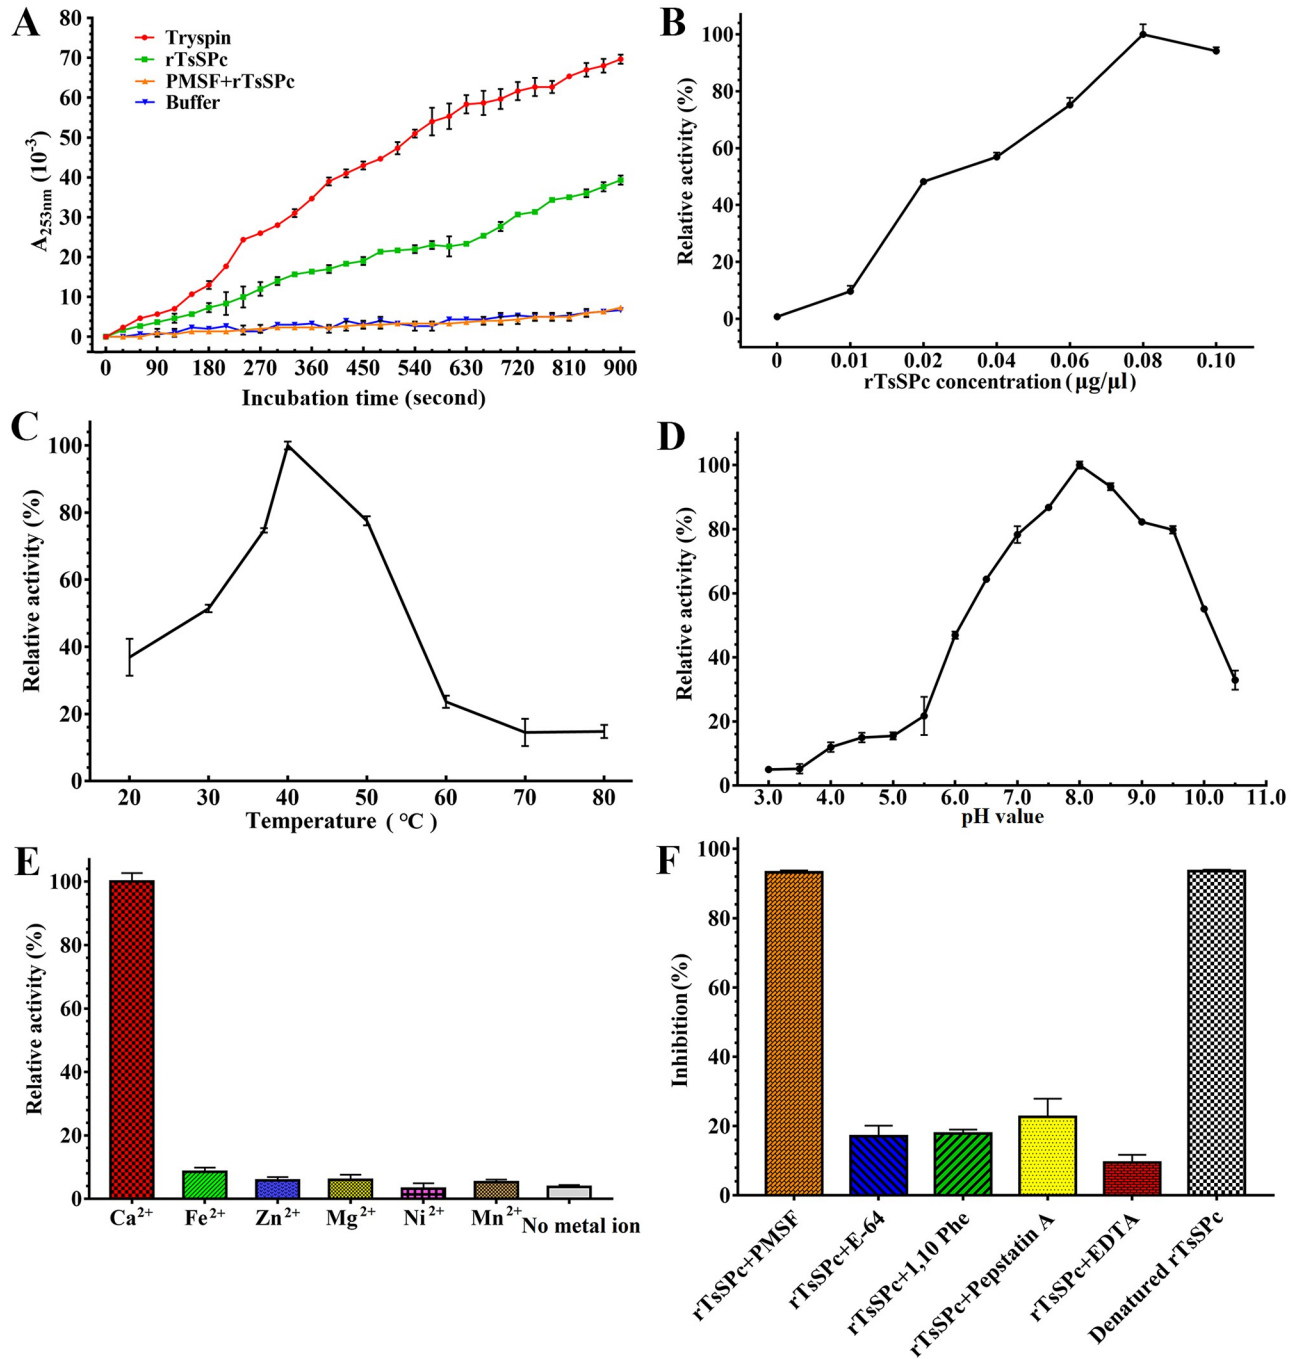 A
80
70
60
50
40
30
20
10
0
A253nm (10-3)
Tryspin
rTsSPc
PMSF+rTsSPc
Buffer
0 90 180 270 360 450 540 630 720 810 900
Incubation time (second)
B
100
80
60
40
20
0
Relative activity (%)
0 0.01 0.02 0.04 0.06 0.08 0.10
rTsSPc concentration (µg/µl)
C
100
80
60
40
20
0
Relative activity (%)
20 30 40 50 60 70 80
Temperature (℃)
D
100
80
60
40
20
0
Relative activity (%)
3.0 4.0 5.0 6.0 7.0 8.0 9.0 10.0 11.0
pH value
E
100
80
60
40
20
0
Relative activity (%)
Ca2+ Fe2+ Zn2+ Mg2+ Ni2+ Mn2+ No metal ion
F
100
80
60
40
20
0
Inhibition (%)
rTsSPc+PMSF
rTsSPc+E-64
rTsSPc+1,10 Phe
rTsSPc+Pepstatin A
rTsSPc+EDTA
Denatured rTsSPc